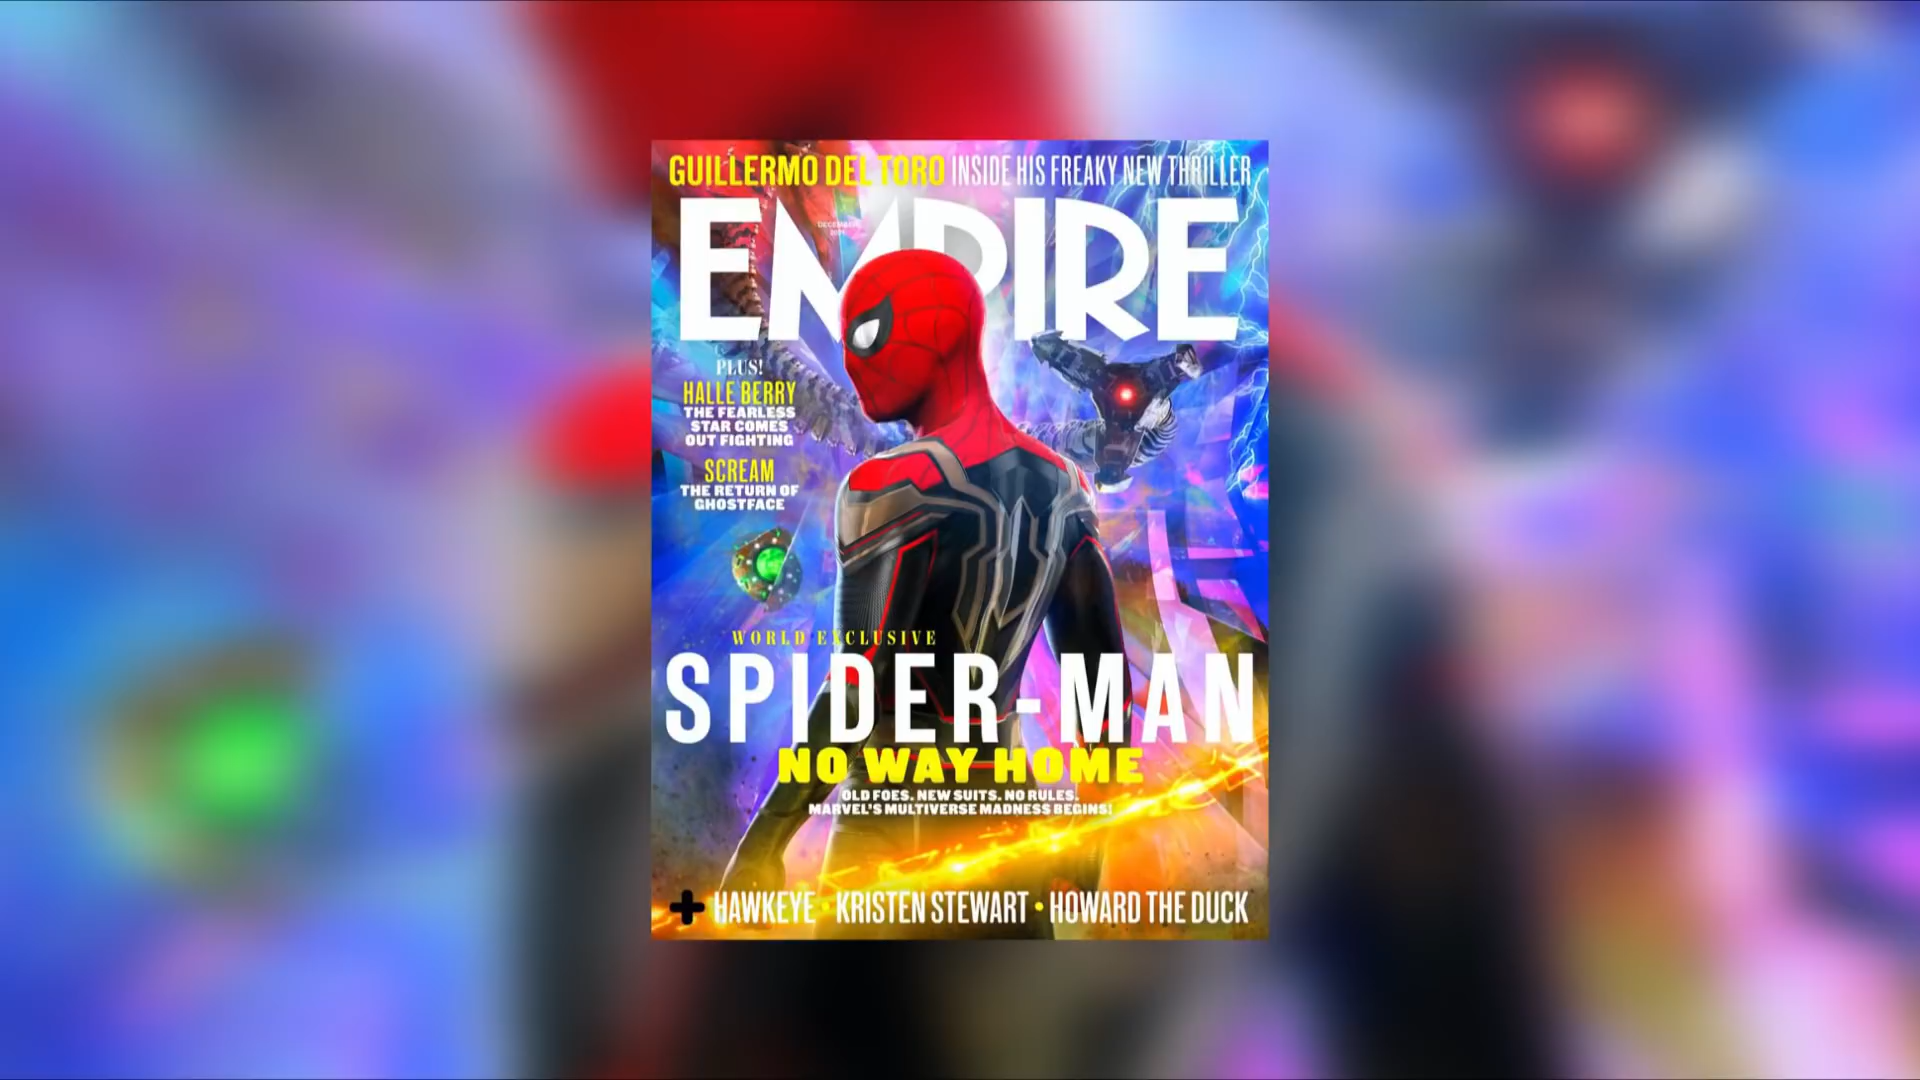 GUILLERMO DEL TORO INSIDE HIS FREAKY NEW THRILLER
EMPIRE
DECEMBER
2021
PLUS!
HALLE BERRY
THE FEARLESS
STAR COMES
OUT FIGHTING
SCREAM
THE RETURN OF
GHOSTFACE
WORLD EXCLUSIVE
SPIDER-MAN
NO WAY HOME
OLD FOES. NEW SUITS. NO RULES.
MARVEL'S MULTIVERSE MADNESS BEGINS!
+ HAWKEYE • KRISTEN STEWART • HOWARD THE DUCK